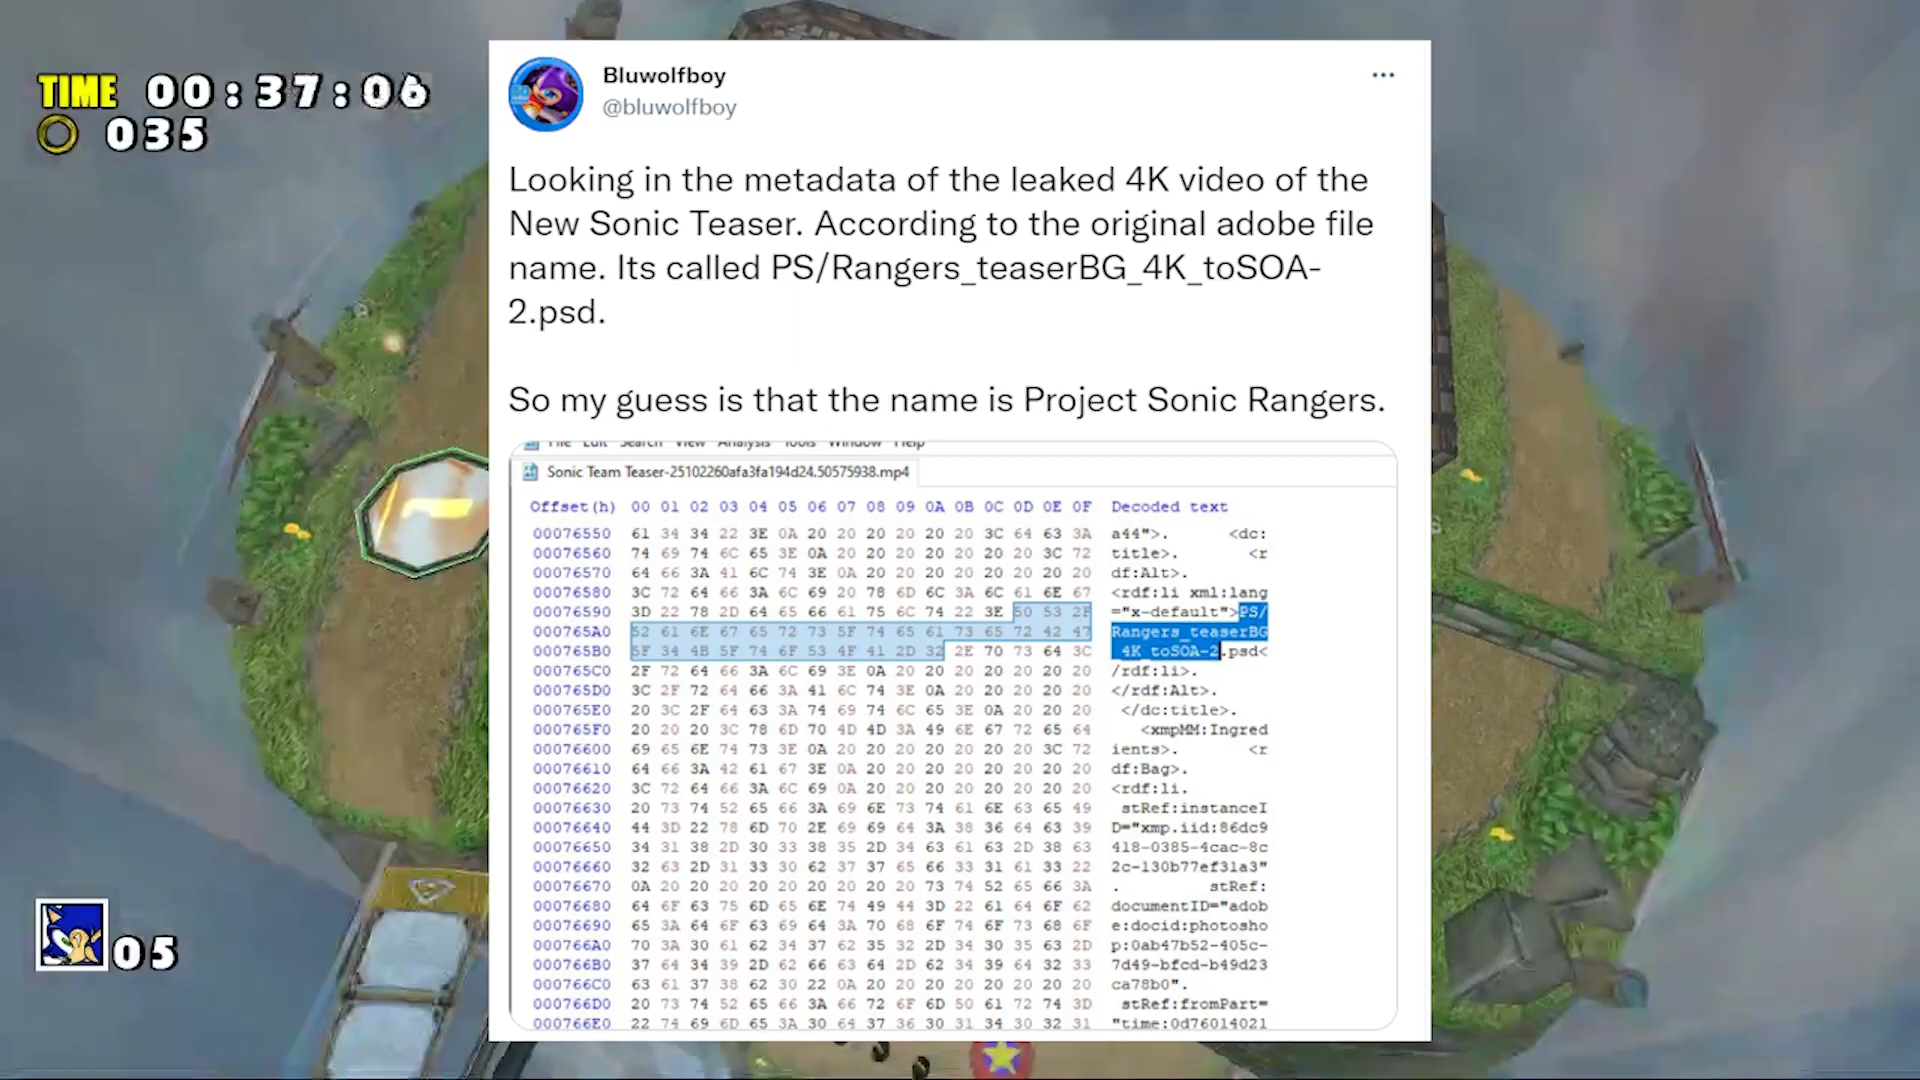 TIME 00:37:06
035
Bluwolfboy
@bluwolfboy
Looking in the metadata of the leaked 4K video of the
New Sonic Teaser. According to the original adobe file
name. Its called PS/Rangers_teaserBG_4K_toSOA-
2.psd.
So my guess is that the name is Project Sonic Rangers.
File Edit Search View Analysis Tools Window Help
Sonic Team Teaser-25102260afa3fa194d24.50575938.mp4
Offset(h) 00 01 02 03 04 05 06 07 08 09 0A 0B 0C 0D 0E 0F Decoded text
00076550 61 34 34 22 3E 0A 20 20 20 20 20 20 3C 64 63 3A a44">. <dc:
00076560 74 69 74 6C 65 3E 0A 20 20 20 20 20 20 20 3C 72 title>. <r
00076570 64 66 3A 41 6C 74 3E 0A 20 20 20 20 20 20 20 20 df:Alt>.
00076580 3C 72 64 66 3A 6C 69 20 78 6D 6C 3A 6C 61 6E 67 <rdf:li xml:lang
00076590 3D 22 78 2D 64 65 66 61 75 6C 74 22 3E 50 53 2F ="x-default">PS/
000765A0 52 61 6E 67 65 72 73 5F 74 65 61 73 65 72 42 47 Rangers_teaserBG
000765B0 5F 34 4B 5F 74 6F 53 4F 41 2D 32 2E 70 73 64 3C _4K_toSOA-2.psd<
000765C0 2F 72 64 66 3A 6C 69 3E 0A 20 20 20 20 20 20 20 /rdf:li>.
000765D0 3C 2F 72 64 66 3A 41 6C 74 3E 0A 20 20 20 20 20 </rdf:Alt>.
000765E0 20 3C 2F 64 63 3A 74 69 74 6C 65 3E 0A 20 20 20 </dc:title>.
000765F0 20 20 20 3C 78 6D 70 4D 4D 3A 49 6E 67 72 65 64 <xmpMM:Ingred
00076600 69 65 6E 74 73 3E 0A 20 20 20 20 20 20 20 3C 72 ients>. <r
00076610 64 66 3A 42 61 67 3E 0A 20 20 20 20 20 20 20 20 df:Bag>.
00076620 3C 72 64 66 3A 6C 69 0A 20 20 20 20 20 20 20 20 <rdf:li.
00076630 20 73 74 52 65 66 3A 69 6E 73 74 61 6E 63 65 49 stRef:instanceI
00076640 44 3D 22 78 6D 70 2E 69 69 64 3A 38 36 64 63 39 D="xmp.iid:86dc9
00076650 34 31 38 2D 30 33 38 35 2D 34 63 61 63 2D 38 63 418-0385-4cac-8c
00076660 32 63 2D 31 33 30 62 37 37 65 66 33 31 61 33 22 2c-130b77ef31a3"
00076670 0A 20 20 20 20 20 20 20 20 20 73 74 52 65 66 3A . stRef:
00076680 64 6F 63 75 6D 65 6E 74 49 44 3D 22 61 64 6F 62 documentID="adob
00076690 65 3A 64 6F 63 69 64 3A 70 68 6F 74 6F 73 68 6F e:docid:photosho
000766A0 70 3A 30 61 62 34 37 62 35 32 2D 34 30 35 63 2D p:0ab47b52-405c-
000766B0 37 64 34 39 2D 62 66 63 64 2D 62 34 39 64 32 33 7d49-bfcd-b49d23
000766C0 63 61 37 38 62 30 22 0A 20 20 20 20 20 20 20 20 ca78b0".
000766D0 20 73 74 52 65 66 3A 66 72 6F 6D 50 61 72 74 3D stRef:fromPart=
000766E0 22 74 69 6D 65 3A 30 64 37 36 30 31 34 30 32 31 "time:0d76014021
05